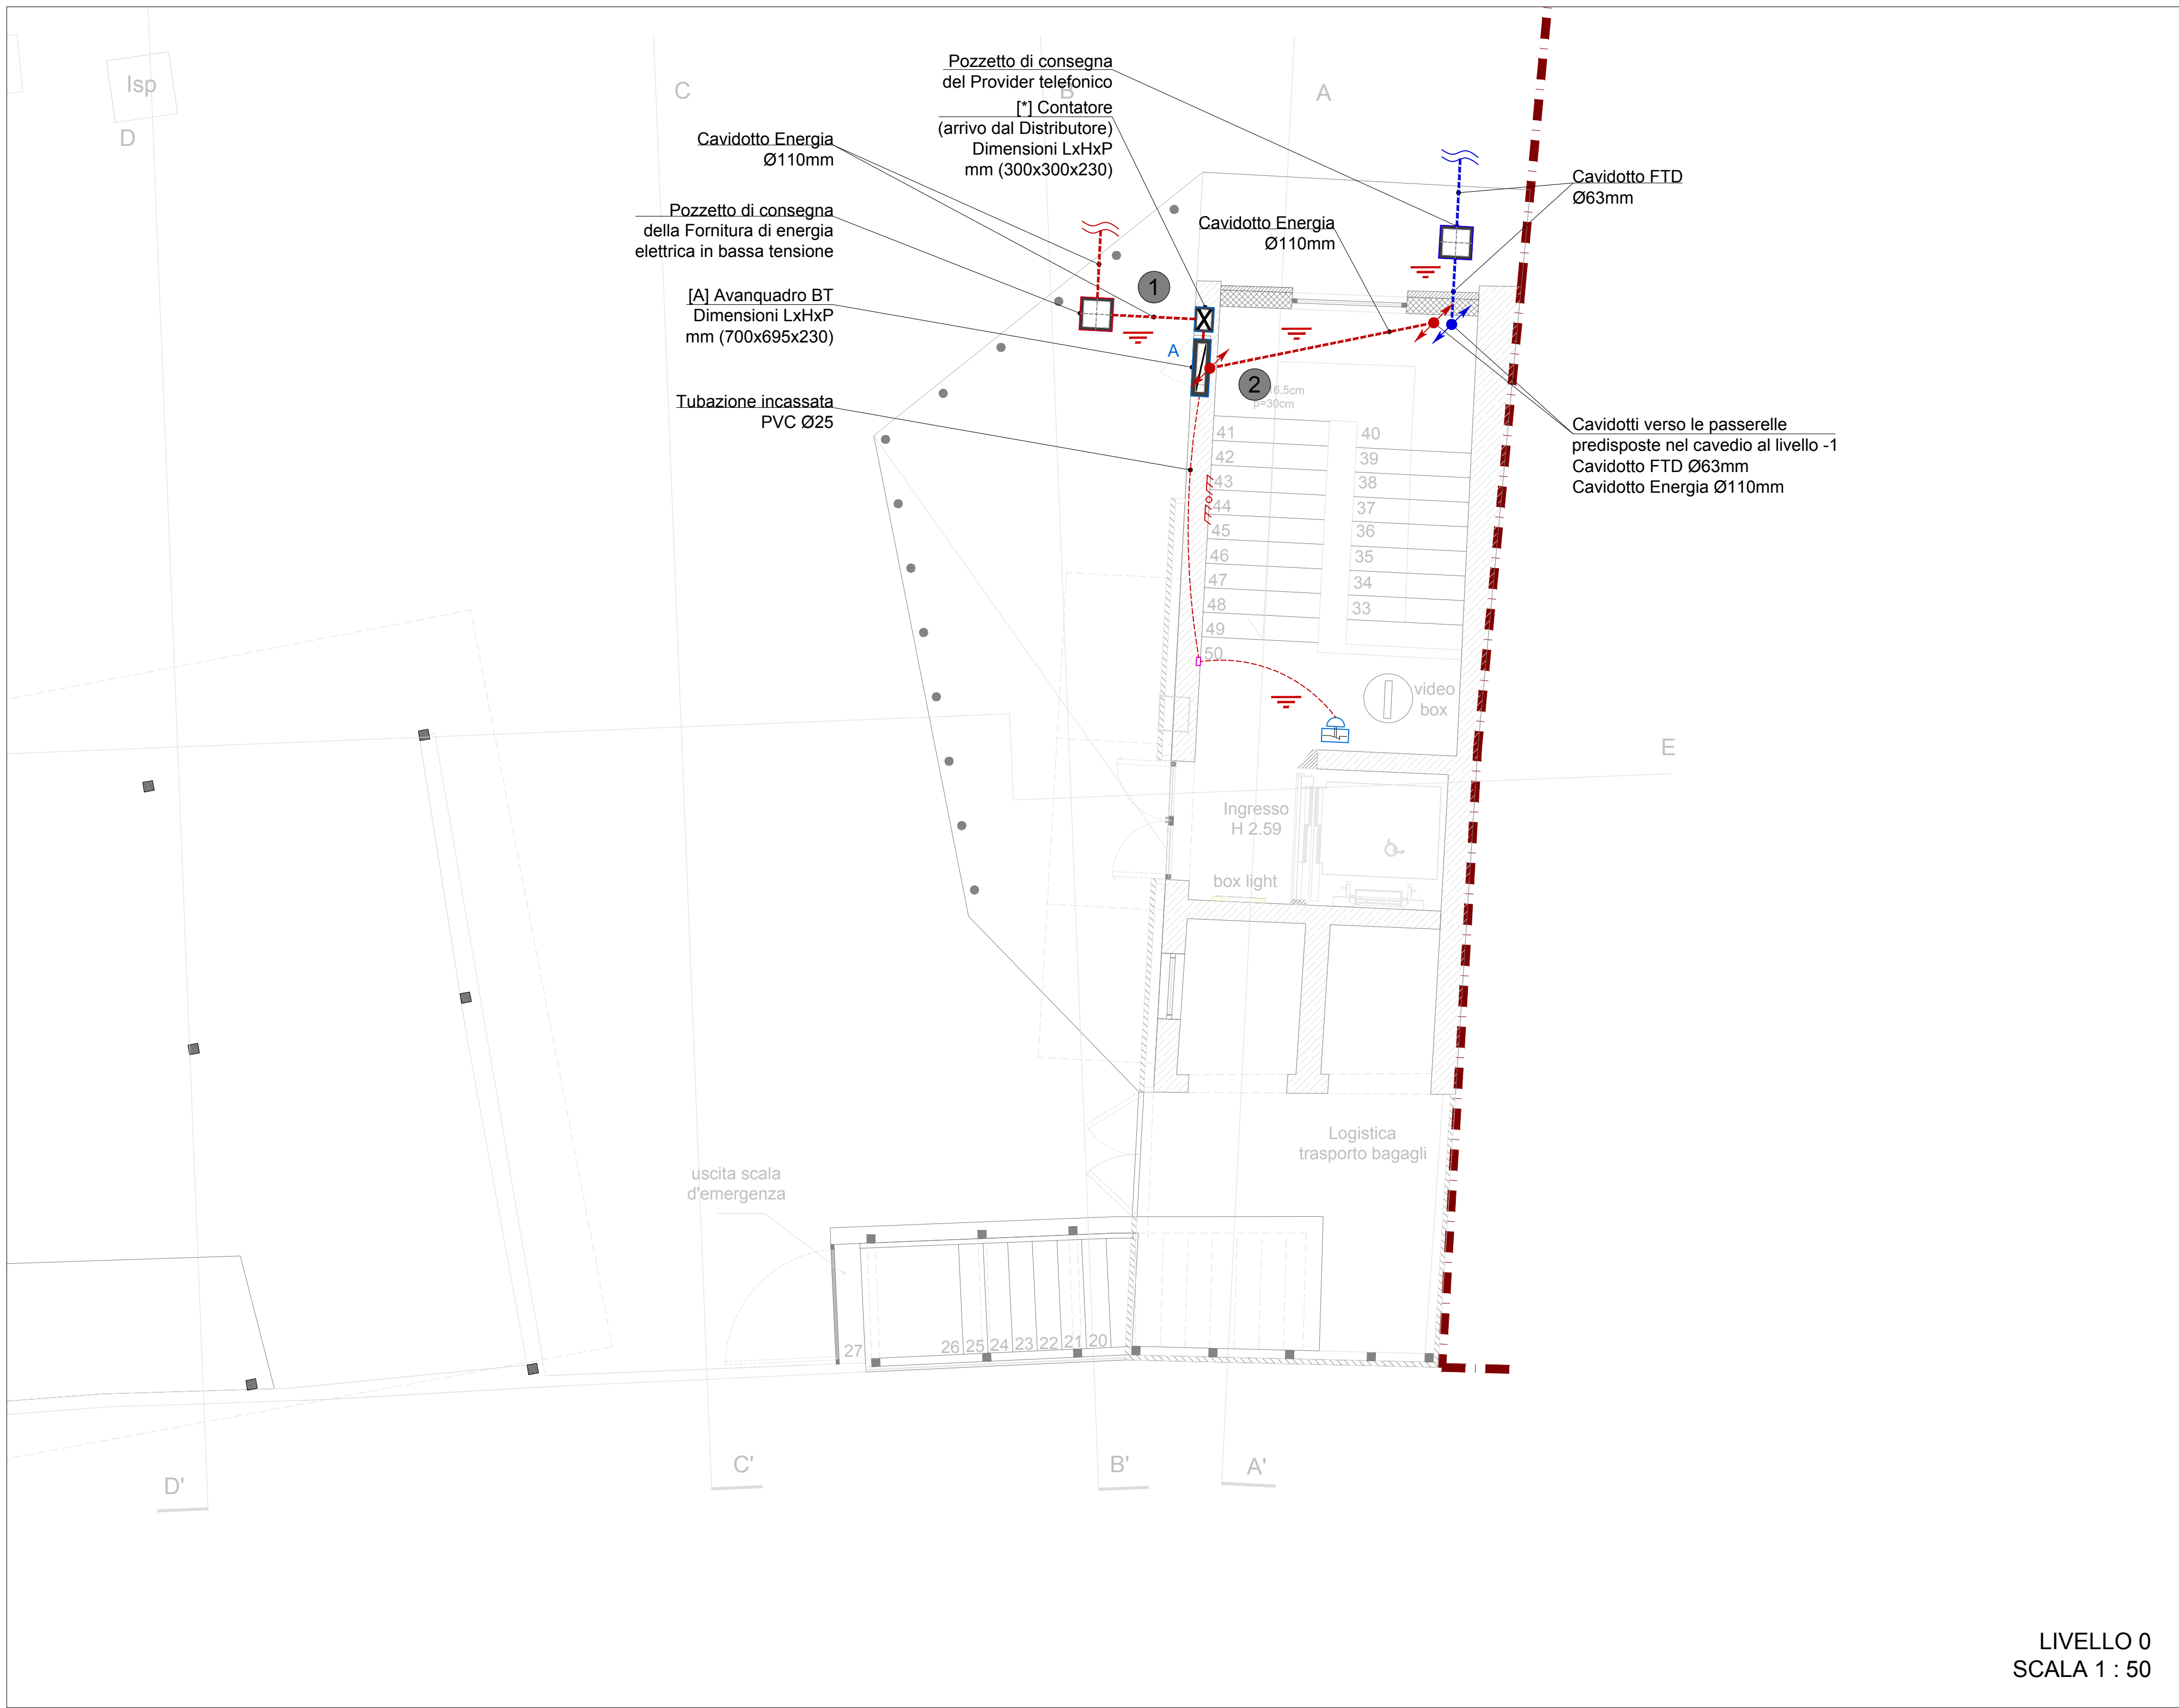 Isp
D
C
B
A
Pozzetto di consegna
del Provider telefonico
[*] Contatore
(arrivo dal Distributore)
Dimensioni LxHxP
mm (300x300x230)
Cavidotto Energia
Ø110mm
Pozzetto di consegna
della Fornitura di energia
elettrica in bassa tensione
[A] Avanquadro BT
Dimensioni LxHxP
mm (700x695x230)
Tubazione incassata
PVC Ø25
Cavidotto Energia
Ø110mm
Cavidotto FTD
Ø63mm
Cavidotti verso le passerelle
predisposte nel cavedio al livello -1
Cavidotto FTD Ø63mm
Cavidotto Energia Ø110mm
1
A
2
6,5cm
p=30cm
41
42
43
44
45
46
47
48
49
50
40
39
38
37
36
35
34
33
video
box
E
Ingresso
H 2.59
box light
Logistica
trasporto bagagli
uscita scala
d'emergenza
27
26 25 24 23 22 21 20
D'
C'
B'
A'
LIVELLO 0
SCALA 1 : 50